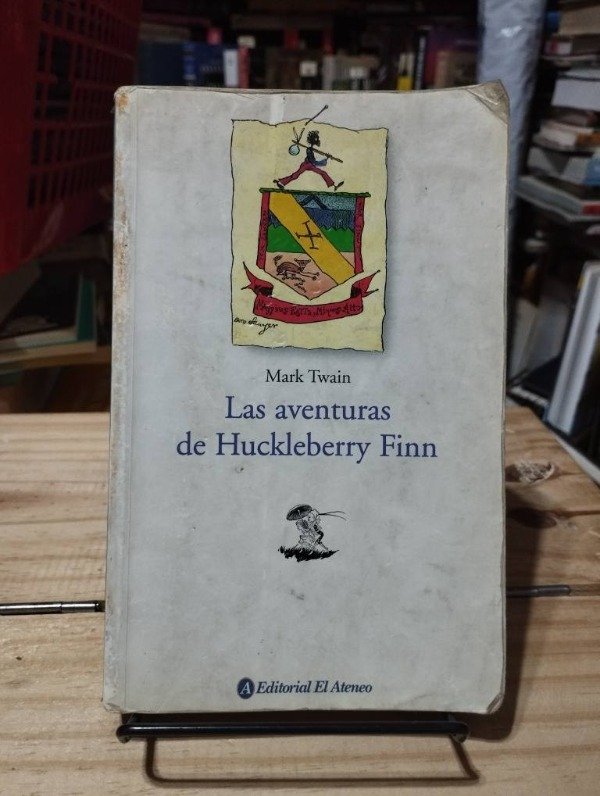 Mark Twain
Las aventuras
de Huckleberry Finn
A Editorial El Ateneo